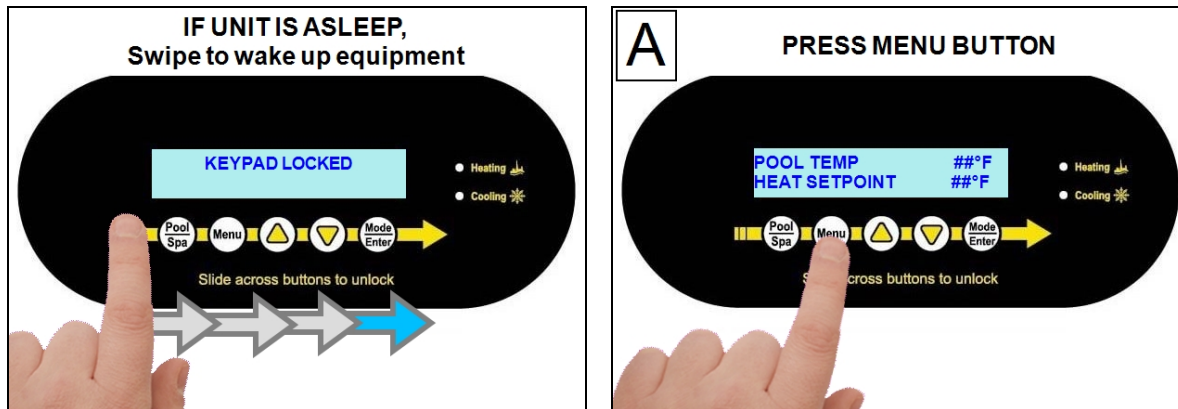 IF UNIT IS ASLEEP,
Swipe to wake up equipment
KEYPAD LOCKED
Heating
Cooling
Pool
Spa
Menu
Mode
Enter
Slide across buttons to unlock
A
PRESS MENU BUTTON
POOL TEMP ##°F
HEAT SETPOINT ##°F
Heating
Cooling
Pool
Spa
Menu
Mode
Enter
cross buttons to unlock